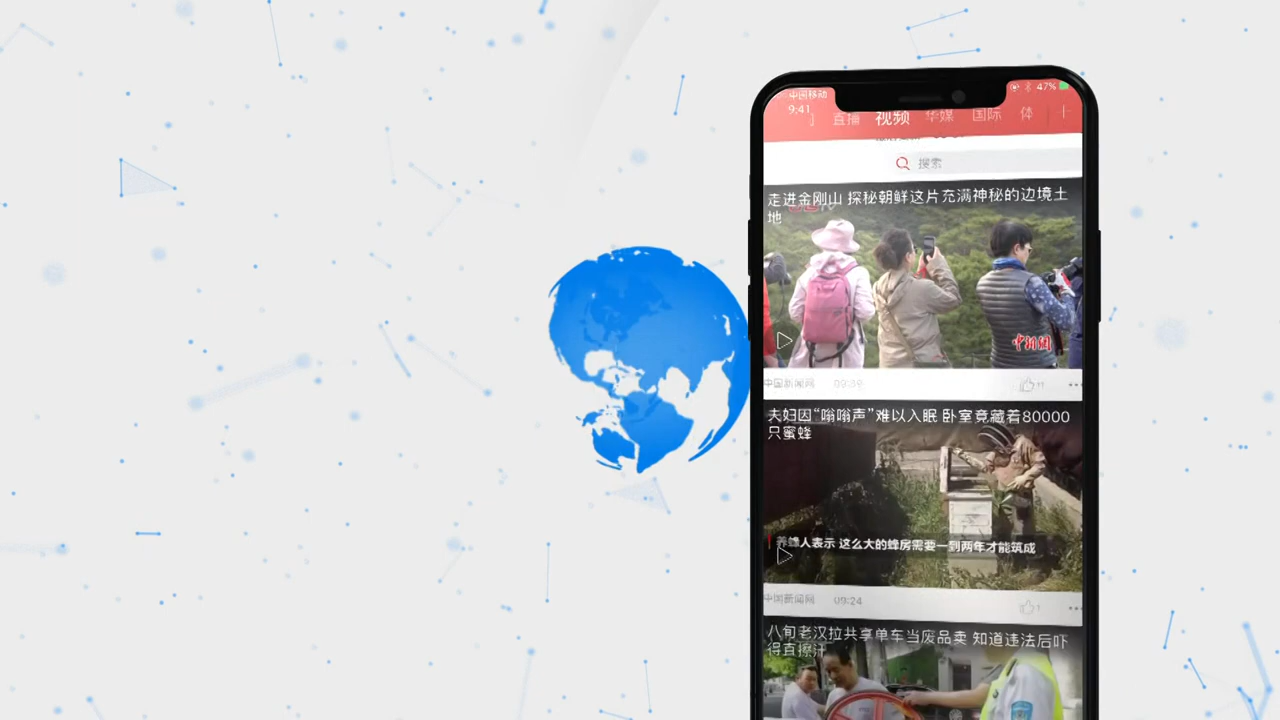 中国移动
47%
9:41
直播 视频 华媒 国际 体
搜索
走进金刚山 探秘朝鲜这片充满神秘的边境土
地
中新网
中国新闻网 09:39 11
夫妇因“嗡嗡声”难以入眠 卧室竟藏着80000
只蜜蜂
养蜂人表示 这么大的蜂房需要一到两年才能筑成
中国新闻网 09:24
八旬老汉拉共享单车当废品卖 知道违法后吓
得直擦汗